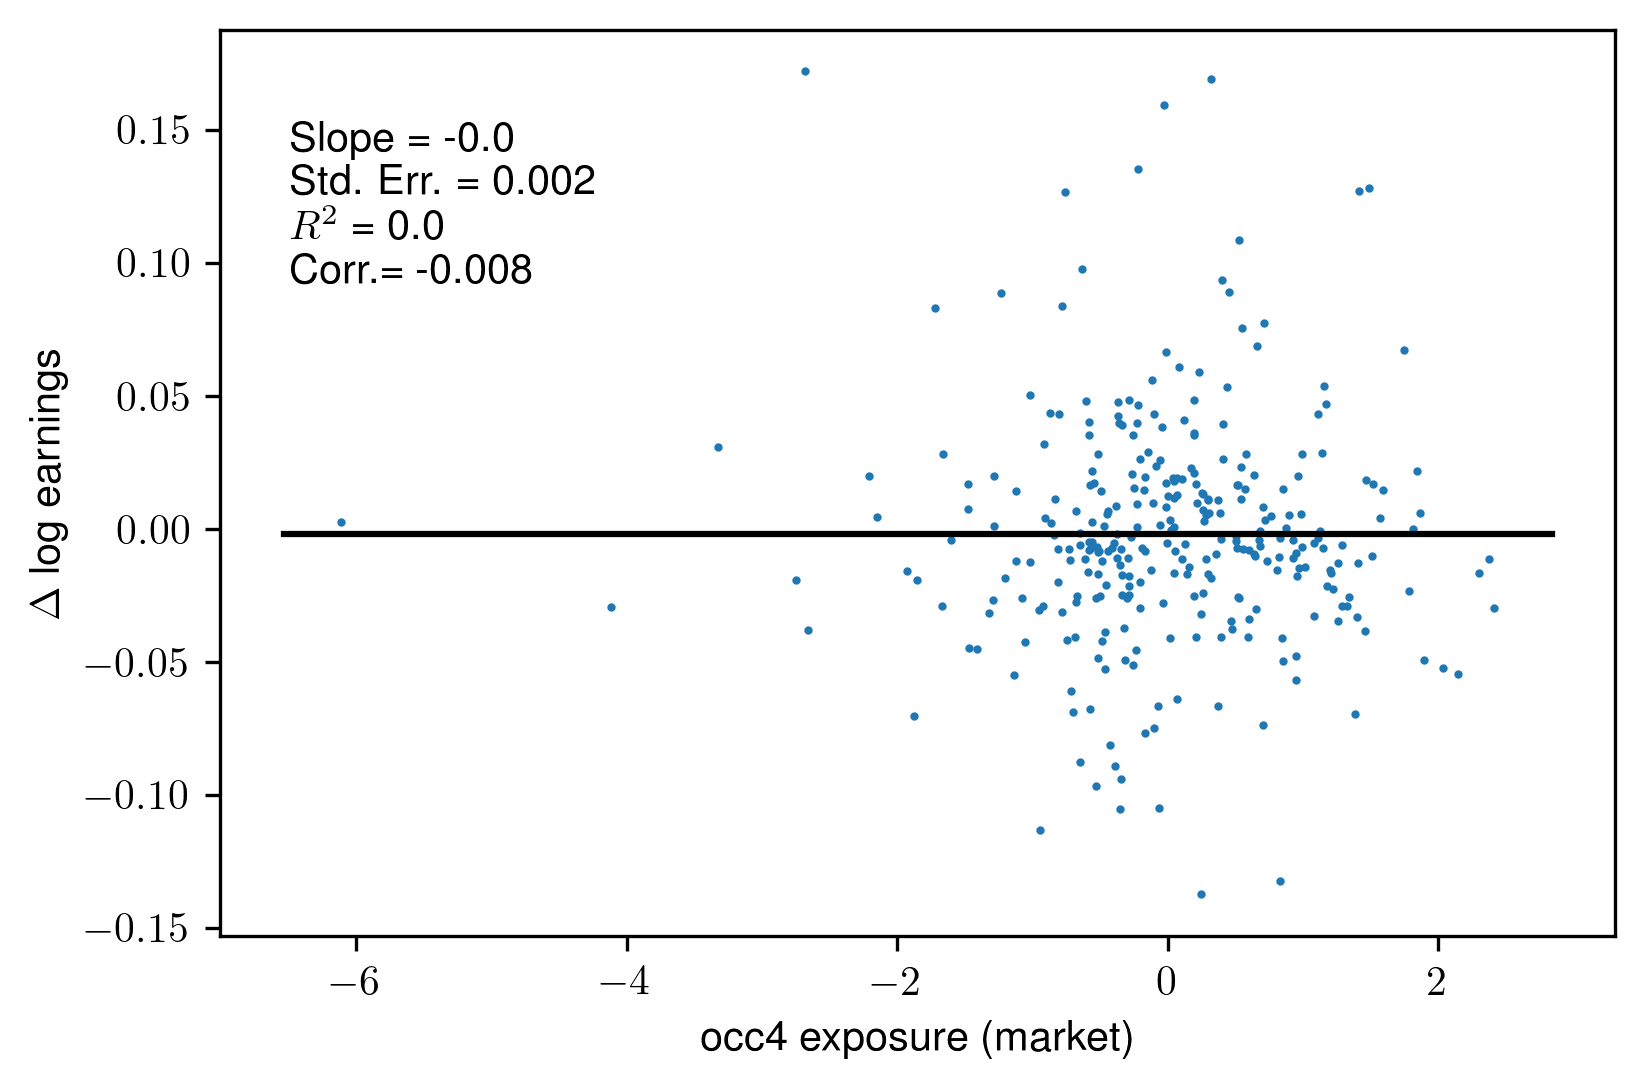 Slope = -0.0
Std. Err. = 0.002
R² = 0.0
Corr.= -0.008
0.15
0.10
0.05
0.00
−0.05
−0.10
−0.15
Δ log earnings
−6 −4 −2 0 2
occ4 exposure (market)